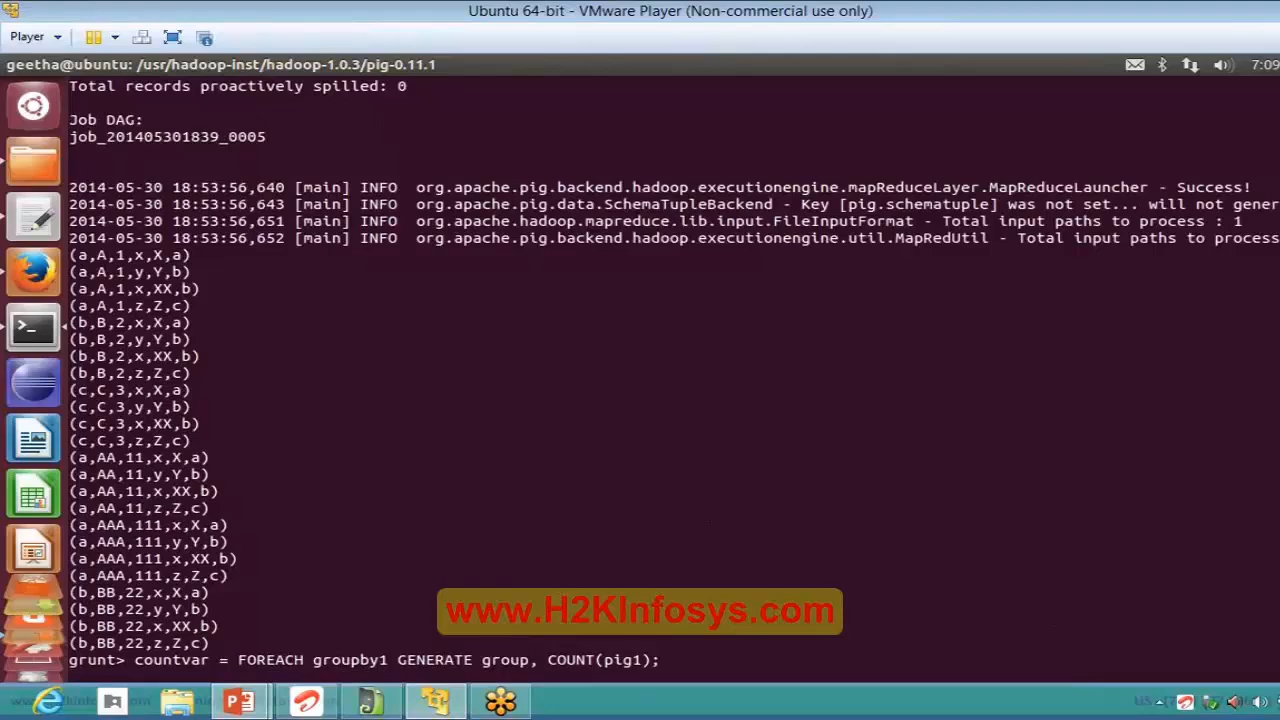 Ubuntu 64-bit - VMware Player (Non-commercial use only)
Player
geetha@ubuntu: /usr/hadoop-inst/hadoop-1.0.3/pig-0.11.1
7:09
Total records proactively spilled: 0
Job DAG:
job_201405301839_0005
2014-05-30 18:53:56,640 [main] INFO  org.apache.pig.backend.hadoop.executionengine.mapReduceLayer.MapReduceLauncher - Success!
2014-05-30 18:53:56,643 [main] INFO  org.apache.pig.data.SchemaTupleBackend - Key [pig.schematuple] was not set... will not gener
2014-05-30 18:53:56,651 [main] INFO  org.apache.hadoop.mapreduce.lib.input.FileInputFormat - Total input paths to process : 1
2014-05-30 18:53:56,652 [main] INFO  org.apache.pig.backend.hadoop.executionengine.util.MapRedUtil - Total input paths to process
(a,A,1,x,X,a)
(a,A,1,y,Y,b)
(a,A,1,x,XX,b)
(a,A,1,z,Z,c)
(b,B,2,x,X,a)
(b,B,2,y,Y,b)
(b,B,2,x,XX,b)
(b,B,2,z,Z,c)
(c,C,3,x,X,a)
(c,C,3,y,Y,b)
(c,C,3,x,XX,b)
(c,C,3,z,Z,c)
(a,AA,11,x,X,a)
(a,AA,11,y,Y,b)
(a,AA,11,x,XX,b)
(a,AA,11,z,Z,c)
(a,AAA,111,x,X,a)
(a,AAA,111,y,Y,b)
(a,AAA,111,x,XX,b)
(a,AAA,111,z,Z,c)
(b,BB,22,x,X,a)
(b,BB,22,y,Y,b)
(b,BB,22,x,XX,b)
(b,BB,22,z,Z,c)
www.H2KInfosys.com
grunt> countvar = FOREACH groupby1 GENERATE group, COUNT(pig1);